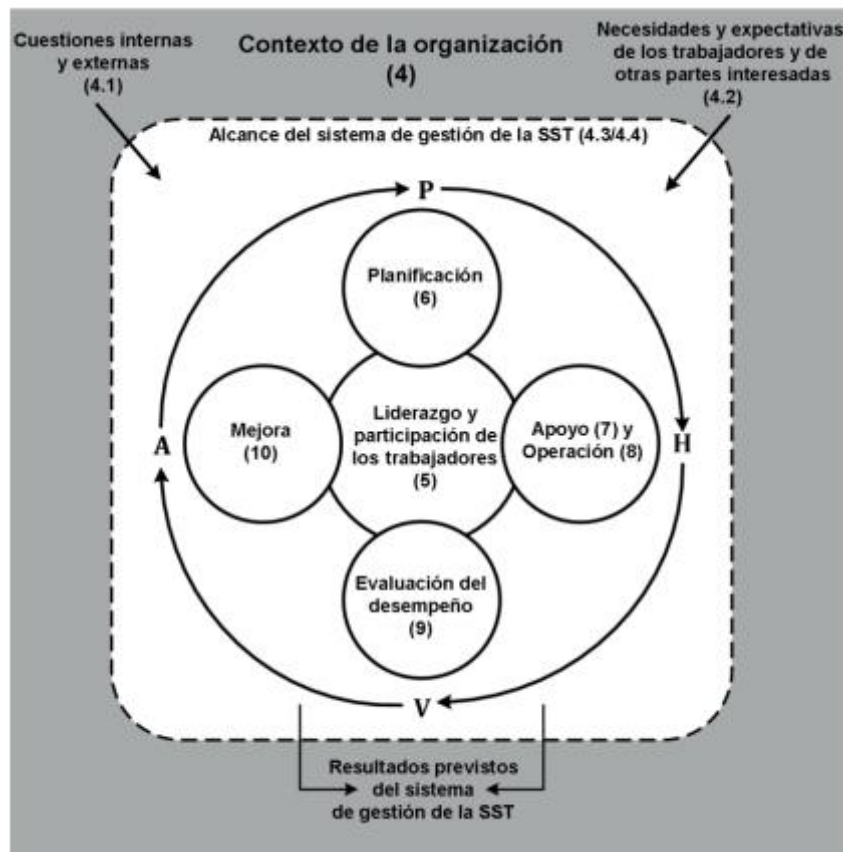 Cuestiones internas
y externas
(4.1)
Contexto de la organización
(4)
Necesidades y expectativas
de los trabajadores y de
otras partes interesadas
(4.2)
Alcance del sistema de gestión de la SST (4.3/4.4)
P
Planificación
(6)
A
Mejora
(10)
Liderazgo y
participación de
los trabajadores
(5)
Apoyo (7) y
Operación (8)
H
Evaluación del
desempeño
(9)
V
Resultados previstos
del sistema
de gestión de la SST